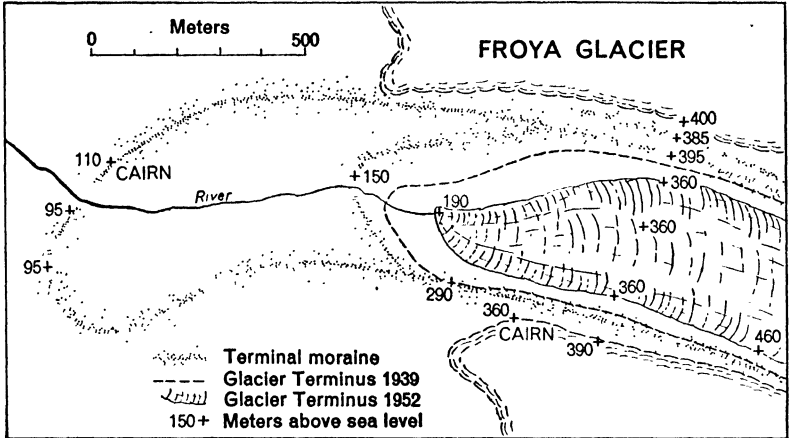 Meters
0 500
FROYA GLACIER
+400
+385
+395
110+
CAIRN
+150
+360
River
190
95+
+360
95+
290
+360
360
CAIRN
390
460
Terminal moraine
Glacier Terminus 1939
Glacier Terminus 1952
150+ Meters above sea level